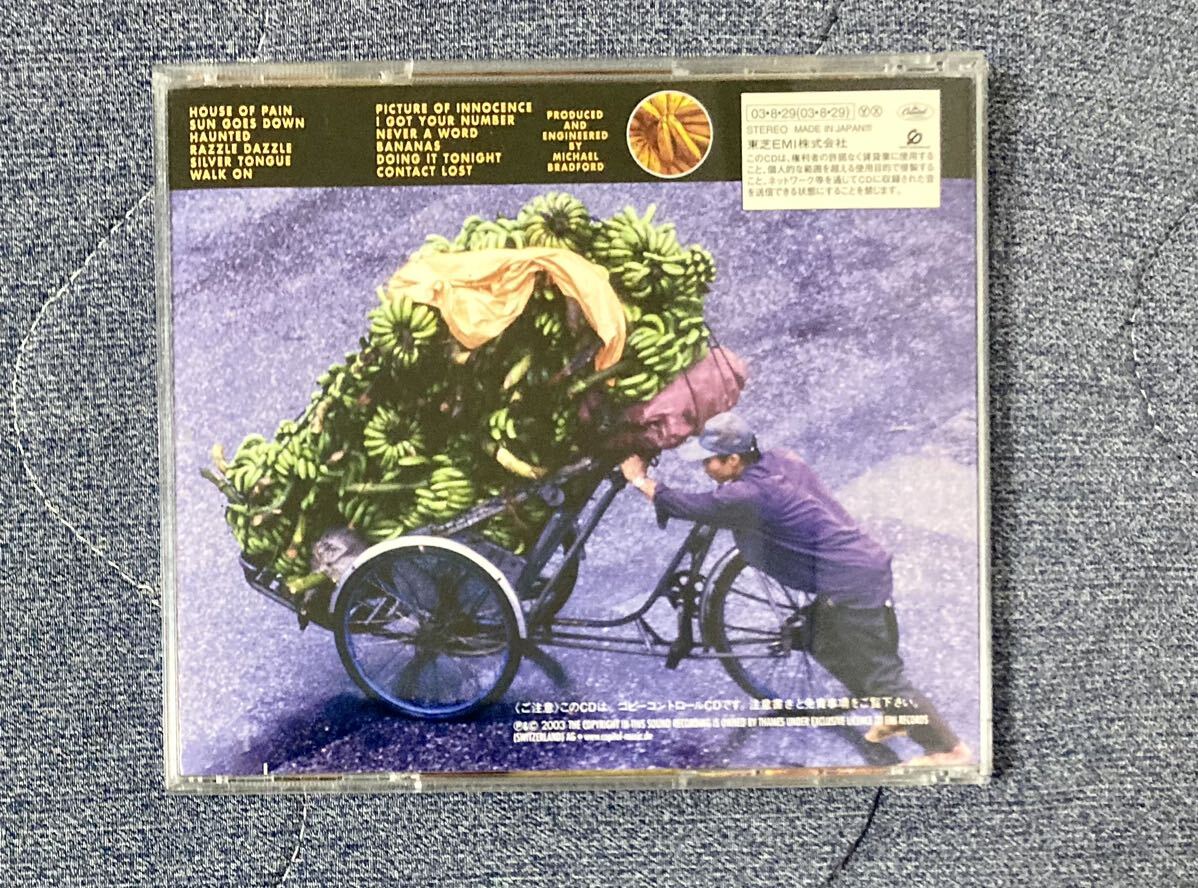 HOUSE OF PAIN
SUN GOES DOWN
HAUNTED
RAZZLE DAZZLE
SILVER TONGUE
WALK ON
PICTURE OF INNOCENCE
I GOT YOUR NUMBER
NEVER A WORD
BANANAS
DOING IT TONIGHT
CONTACT LOST
PRODUCED
AND
ENGINEERED
BY
MICHAEL
BRADFORD
03・8・29(03・8・29) Ⓨ Ⓧ
Capitol
STEREO MADE IN JAPAN
東芝EMI株式会社
このCDは、権利者の許諾なく賃貸業に使用する
こと、個人的な範囲を超える使用目的で複製する
こと、ネットワーク等を通じてCDに収録された音
を送信できる状態にすることを禁じます。
(ご注意)このCDは、コピーコントロールCDです。注意書きと免責事項をご覧下さい。
℗&© 2003 THE COPYRIGHT IN THIS SOUND RECORDING IS OWNED BY THAMES UNDER EXCLUSIVE LICENCE TO EMI RECORDS
(SWITZERLAND) AG • www.capitol-music.de